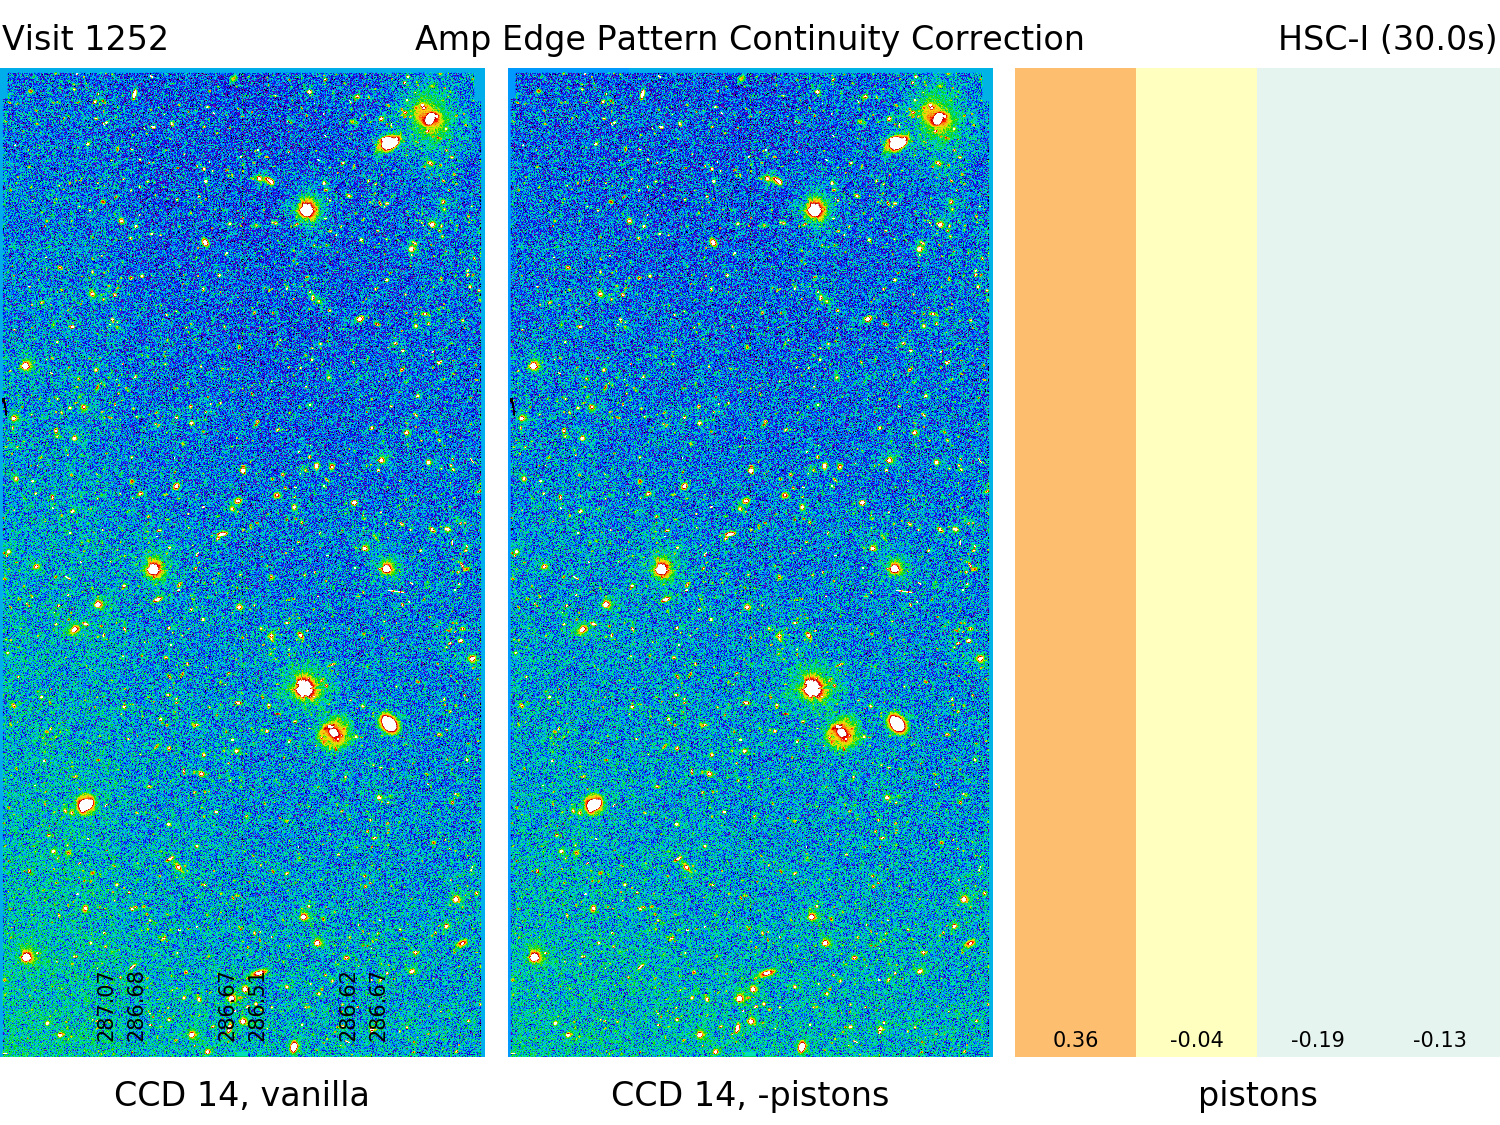 Visit 1252
Amp Edge Pattern Continuity Correction
HSC-I (30.0s)
287.07
286.68
286.67
286.51
286.62
286.67
0.36
-0.04
-0.19
-0.13
CCD 14, vanilla
CCD 14, -pistons
pistons